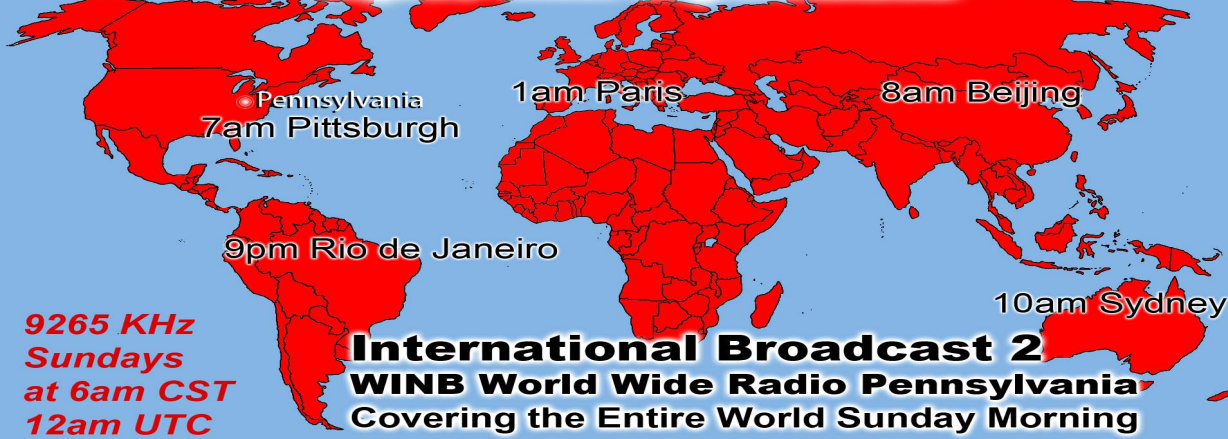 1am Paris
8am Beijing
Pennsylvania
7am Pittsburgh
9pm Rio de Janeiro
10am Sydney
9265 KHz
Sundays
at 6am CST
12am UTC
International Broadcast 2
WINB World Wide Radio Pennsylvania
Covering the Entire World Sunday Morning